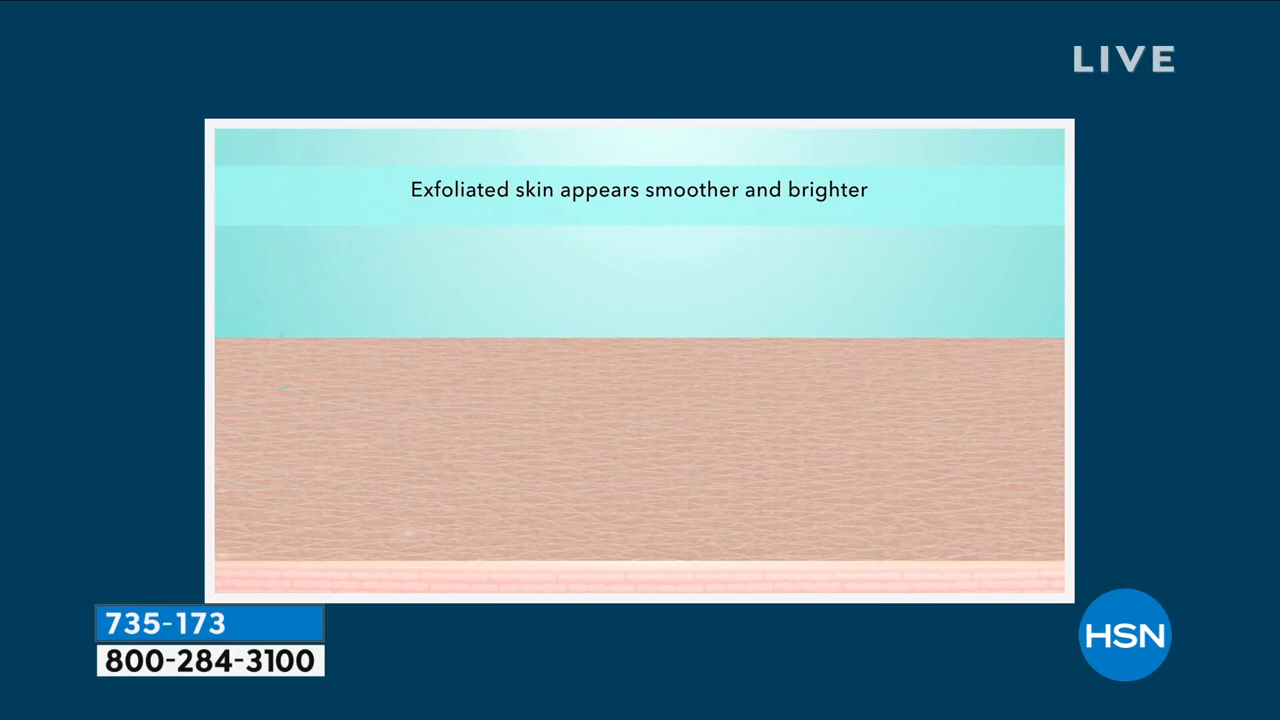 LIVE
Exfoliated skin appears smoother and brighter
735-173
800-284-3100
HSN